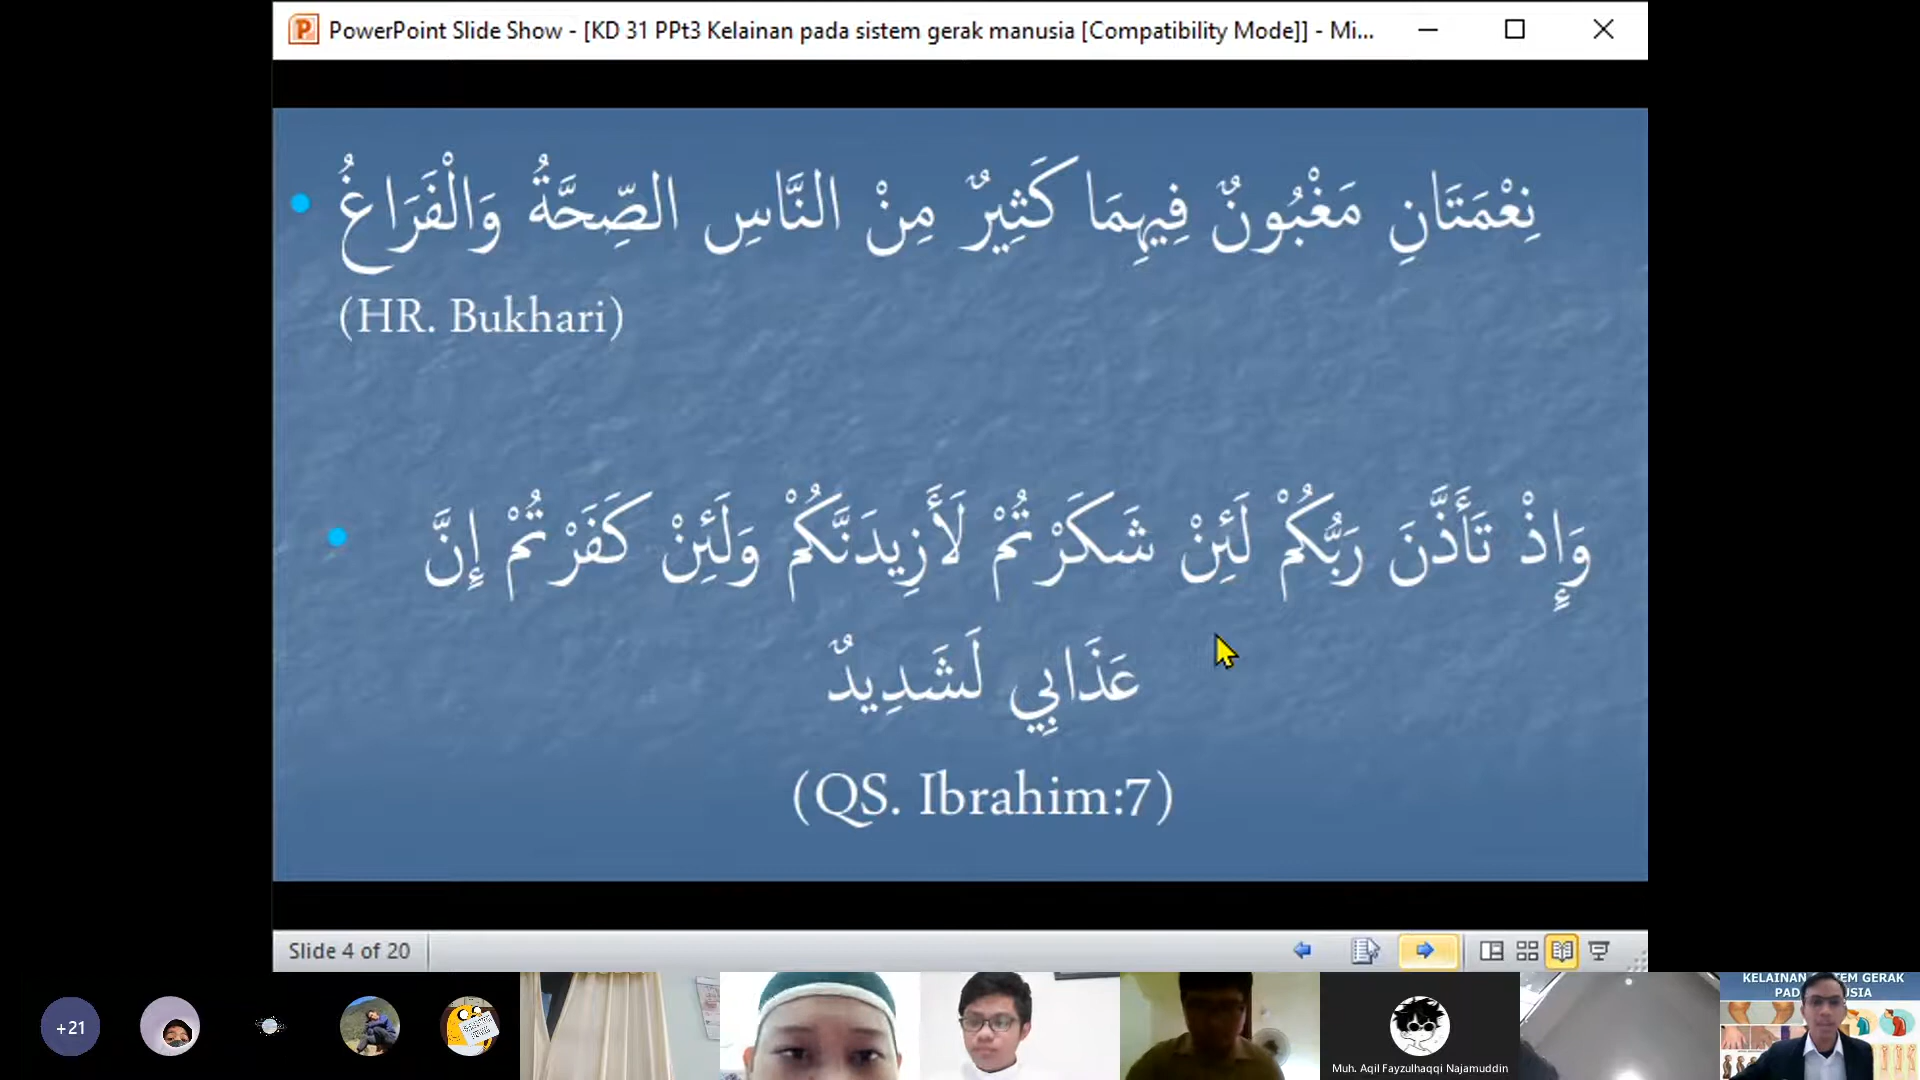 PowerPoint Slide Show - [KD 31 PPt3 Kelainan pada sistem gerak manusia [Compatibility Mode]] - Mi...
نِعْمَتَانِ مَغْبُونٌ فِيهِمَا كَثِيرٌ مِنْ النَّاسِ الصِّحَّةُ وَالْفَرَاغُ
(HR. Bukhari)
وَإِذْ تَأَذَّنَ رَبُّكُمْ لَئِنْ شَكَرْتُمْ لَأَزِيدَنَّكُمْ وَلَئِنْ كَفَرْتُمْ إِنَّ
عَذَابِي لَشَدِيدٌ
(QS. Ibrahim:7)
Slide 4 of 20
+21
Muh. Aqil Fayzulhaqqi Najamuddin
KELAINAN GERAK